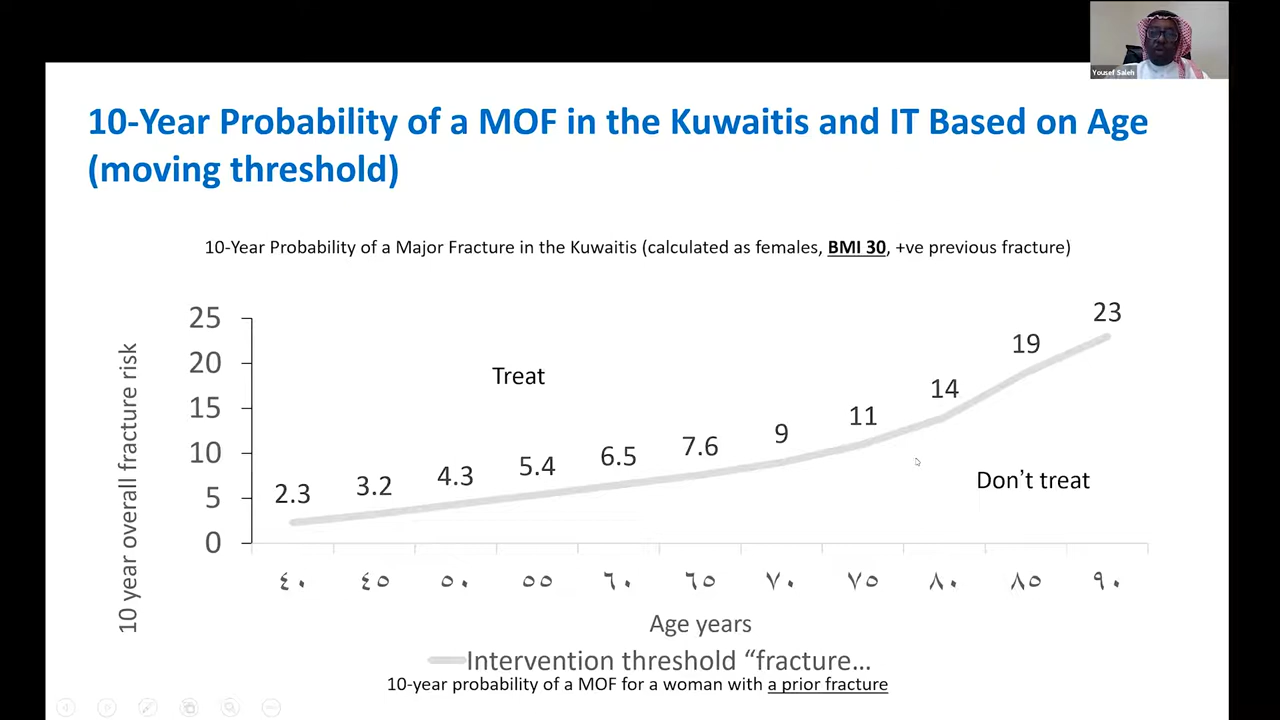 Yousef Saleh
10-Year Probability of a MOF in the Kuwaitis and IT Based on Age
(moving threshold)
10-Year Probability of a Major Fracture in the Kuwaitis (calculated as females, BMI 30, +ve previous fracture)
10 year overall fracture risk
25
20
15
10
5
0
2.3
3.2
4.3
5.4
6.5
7.6
9
11
14
19
23
Treat
Don’t treat
٤٠ ٤٥ ٥٠ ٥٥ ٦٠ ٦٥ ٧٠ ٧٥ ٨٠ ٨٥ ٩٠
Age years
Intervention threshold “fracture...
10-year probability of a MOF for a woman with a prior fracture